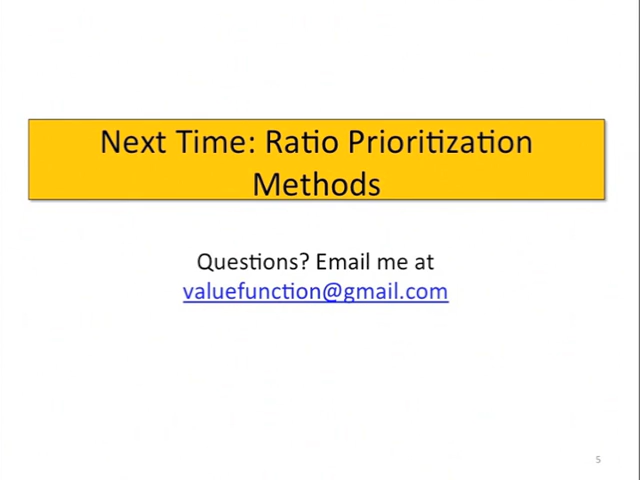 Next Time: Ratio Prioritization
Methods
Questions? Email me at
valuefunction@gmail.com
5